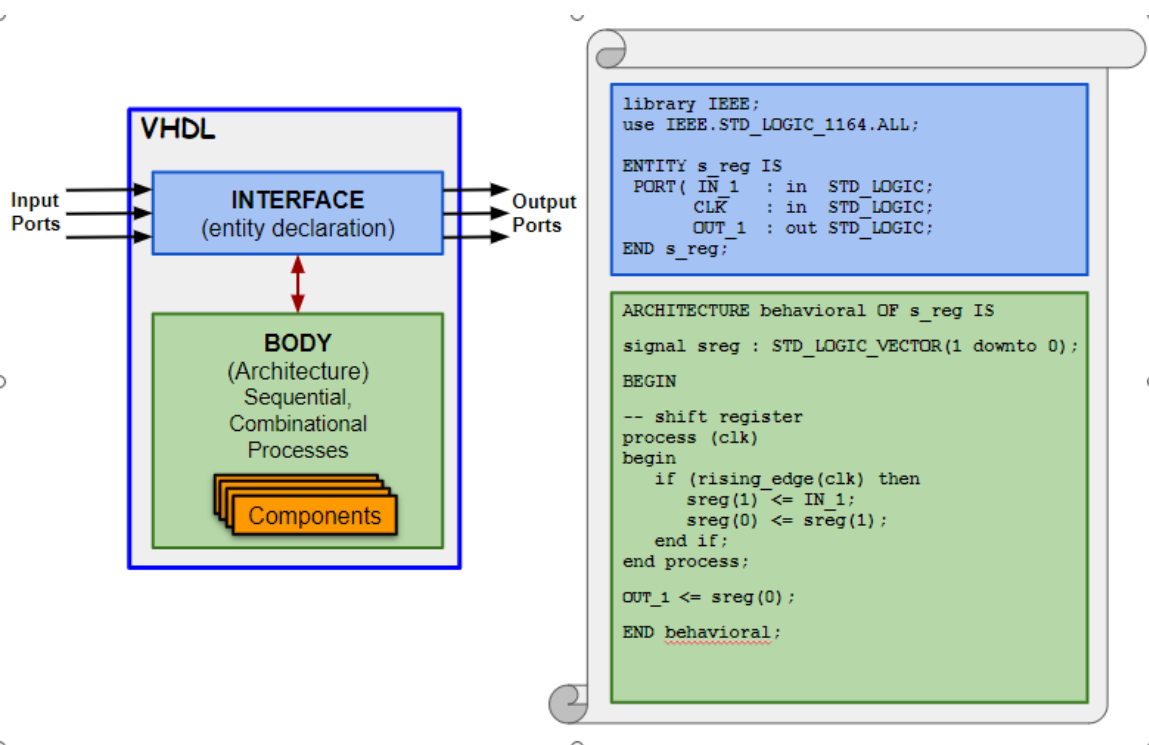 VHDL
Input
Ports
INTERFACE
(entity declaration)
Output
Ports
BODY
(Architecture)
Sequential,
Combinational
Processes
Components
library IEEE;
use IEEE.STD_LOGIC_1164.ALL;
ENTITY s_reg IS
PORT( IN_1 : in STD_LOGIC;
CLK : in STD_LOGIC;
OUT_1 : out STD_LOGIC;
END s_reg;
ARCHITECTURE behavioral OF s_reg IS
signal sreg : STD_LOGIC_VECTOR(1 downto 0);
BEGIN
-- shift register
process (clk)
begin
if (rising_edge(clk) then
sreg(1) <= IN_1;
sreg(0) <= sreg(1);
end if;
end process;
OUT_1 <= sreg(0);
END behavioral;